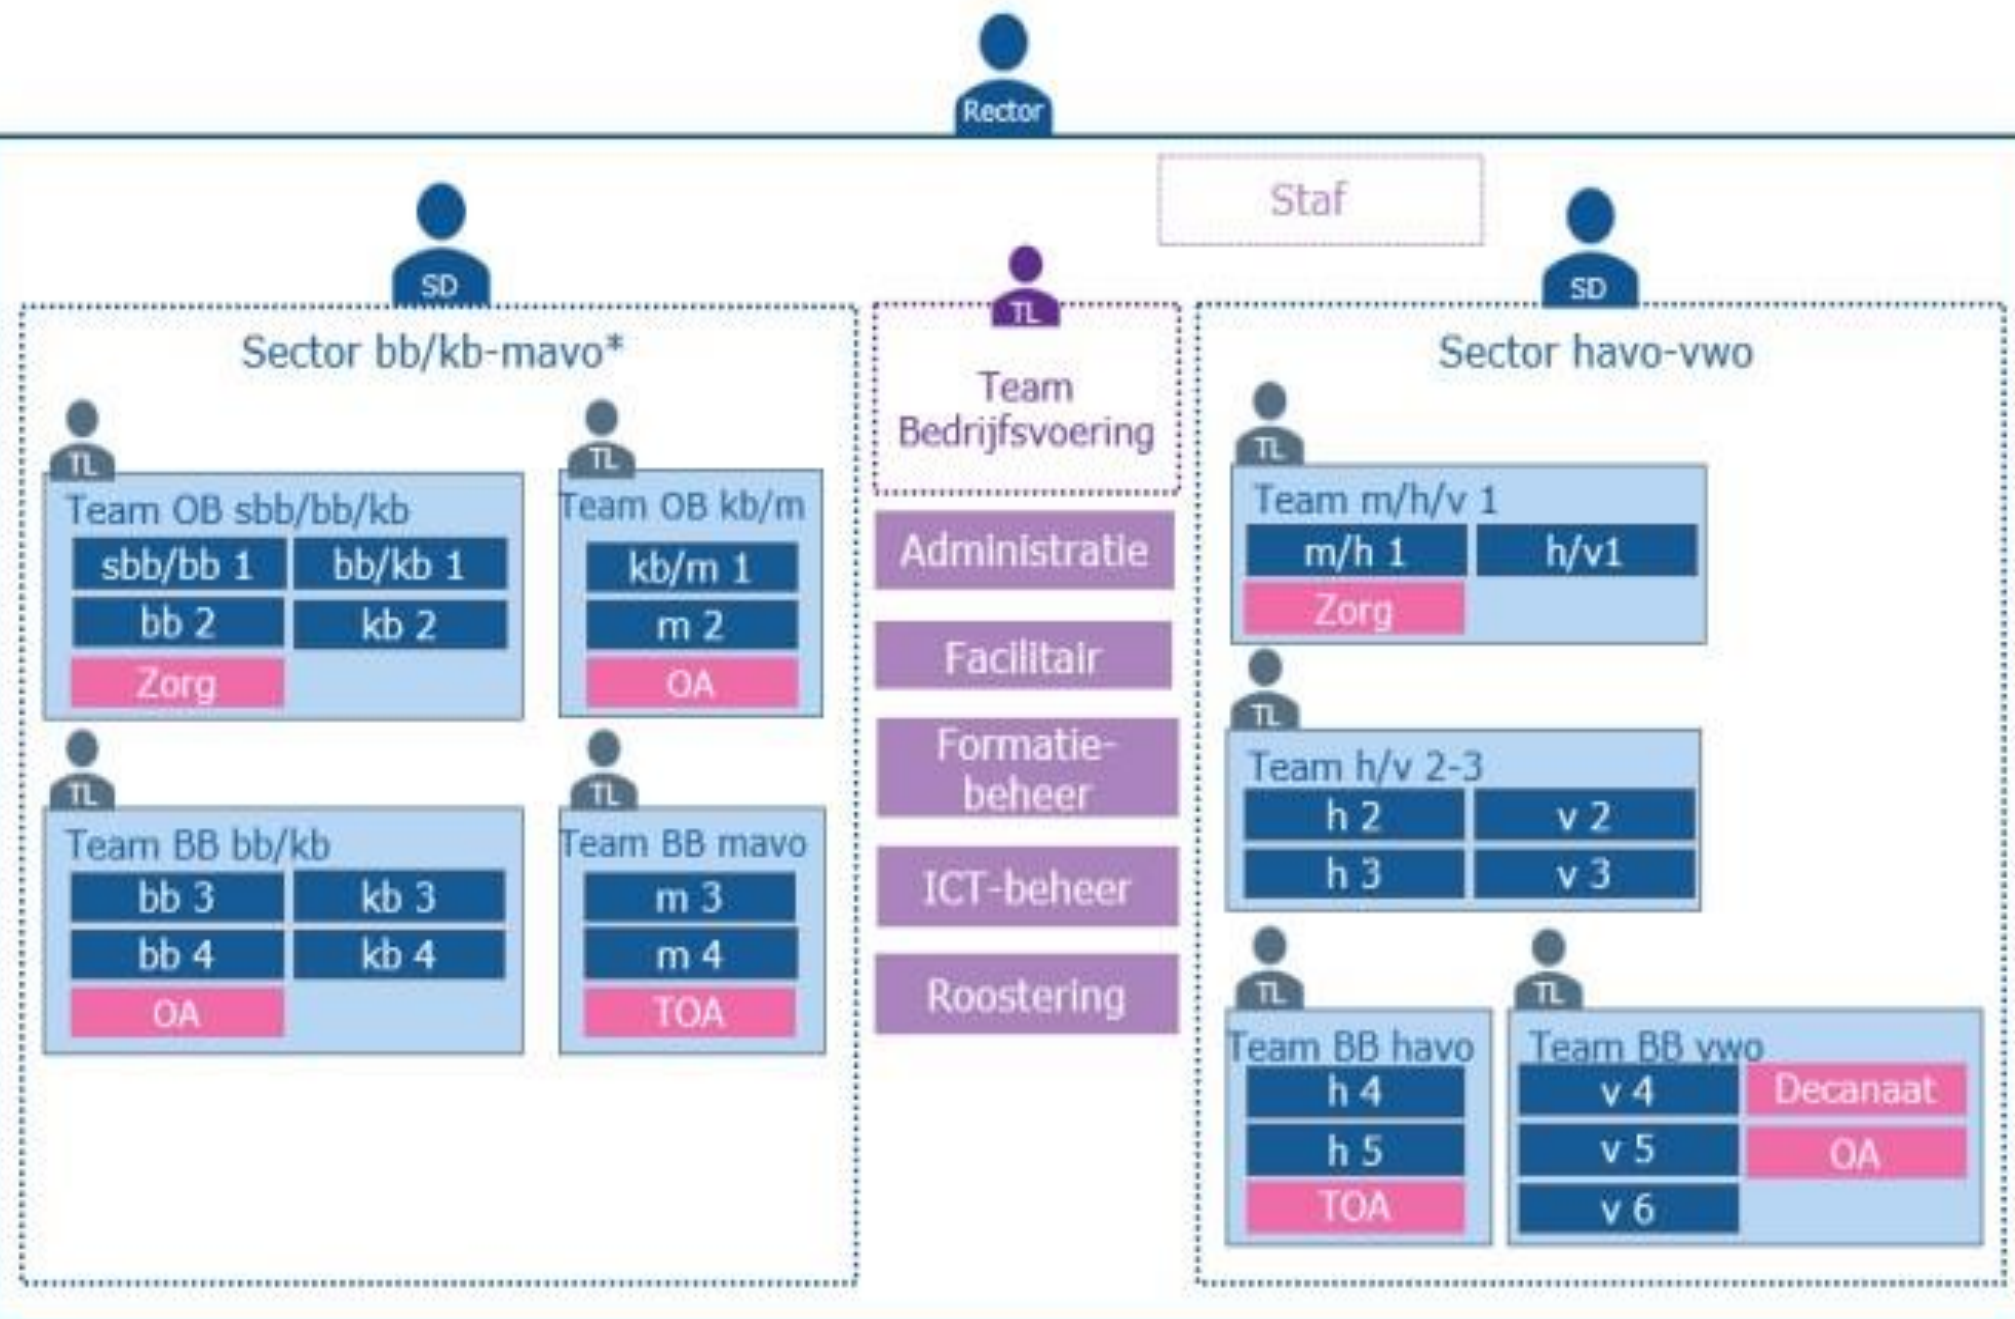 Rector
Staf
SD
TL
SD
Sector bb/kb-mavo*
TL
Team OB sbb/bb/kb
sbb/bb 1
bb/kb 1
bb 2
kb 2
Zorg
TL
Team OB kb/m
kb/m 1
m 2
OA
TL
Team BB bb/kb
bb 3
kb 3
bb 4
kb 4
OA
TL
Team BB mavo
m 3
m 4
TOA
Team
Bedrijfsvoering
Administratie
Facilitair
Formatie-
beheer
ICT-beheer
Roostering
Sector havo-vwo
TL
Team m/h/v 1
m/h 1
h/v1
Zorg
TL
Team h/v 2-3
h 2
v 2
h 3
v 3
TL
Team BB havo
h 4
h 5
TOA
TL
Team BB vwo
v 4
Decanaat
v 5
OA
v 6